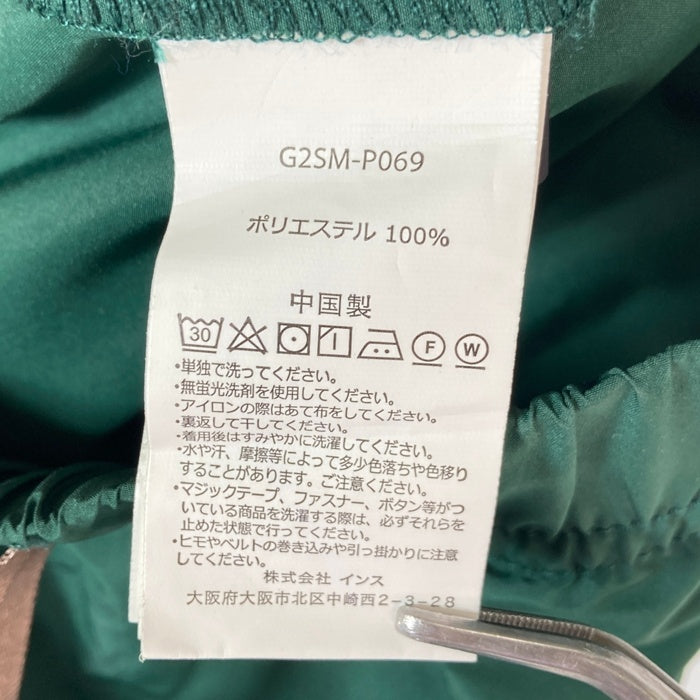 G2SM-P069
ポリエステル 100%
中国製
30 F W
・単独で洗ってください。
・無蛍光洗剤を使用してください。
・アイロンの際はあて布をしてください。
・裏返して干してください。
・着用後はすみやかに洗濯してください。
・水や汗、摩擦等によって多少色落ちや色移り
することがあります。ご注意ください。
・マジックテープ、ファスナー、ボタン等がつ
いている商品を洗濯する際は、必ずそれらを
止めた状態で行ってください。
・ヒモやベルトの巻き込みや引っ掛かりに注意
してください。
株式会社 インス
大阪府大阪市北区中崎西2-3-28